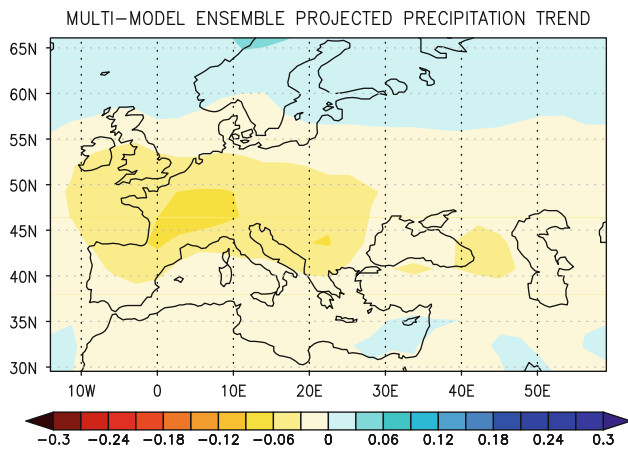 MULTI-MODEL ENSEMBLE PROJECTED PRECIPITATION TREND
65N
60N
55N
50N
45N
40N
35N
30N
10W 0 10E 20E 30E 40E 50E
-0.3 -0.24 -0.18 -0.12 -0.06 0 0.06 0.12 0.18 0.24 0.3